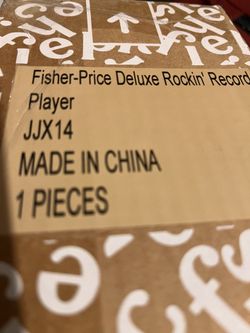 Fisher-Price Deluxe Rockin' Record
Player
JJX14
MADE IN CHINA
1 PIECES